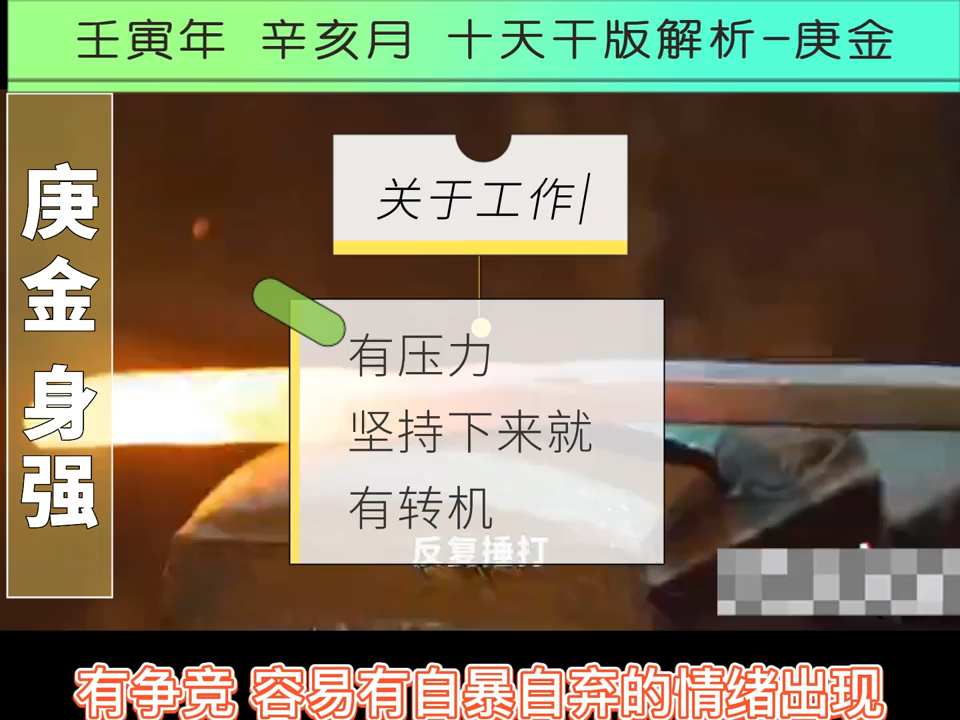 壬寅年 辛亥月 十天干版解析-庚金
庚金 身强
关于工作
有压力
坚持下来就
有转机
反复捶打
有争竞 容易有自暴自弃的情绪出现